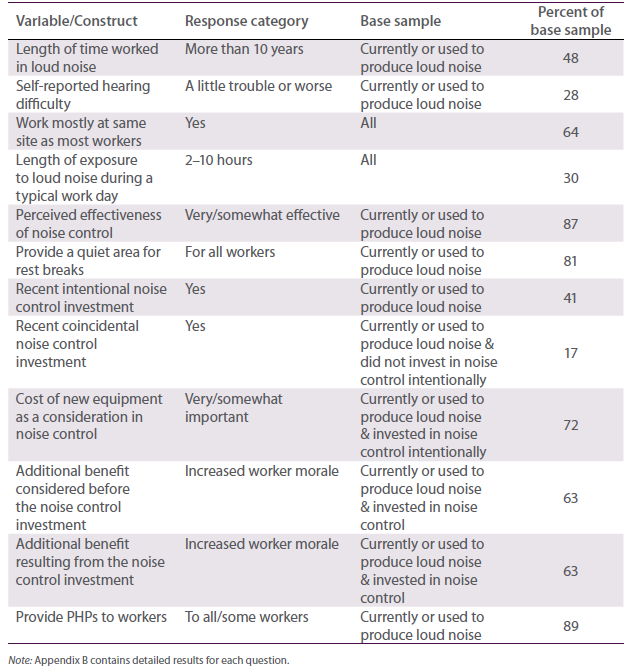 Variable/Construct Response category Base sample Percent of
base sample
Length of time worked More than 10 years Currently or used to
in loud noise produce loud noise 48
Self-reported hearing A little trouble or worse Currently or used to
difficulty produce loud noise 28
Work mostly at same Yes All
site as most workers 64
Length of exposure 2–10 hours All
to loud noise during a 30
typical work day
Perceived effectiveness Very/somewhat effective Currently or used to
of noise control produce loud noise 87
Provide a quiet area for For all workers Currently or used to
rest breaks produce loud noise 81
Recent intentional noise Yes Currently or used to
control investment produce loud noise 41
Recent coincidental Yes Currently or used to
noise control produce loud noise &
investment did not invest in noise 17
control intentionally
Cost of new equipment Very/somewhat Currently or used to
as a consideration in important produce loud noise
noise control & invested in noise 72
control intentionally
Additional benefit Increased worker morale Currently or used to
considered before produce loud noise
the noise control & invested in noise 63
investment control
Additional benefit Increased worker morale Currently or used to
resulting from the noise produce loud noise
control investment & invested in noise 63
control
Provide PHPs to workers To all/some workers Currently or used to
produce loud noise 89
Note: Appendix B contains detailed results for each question.